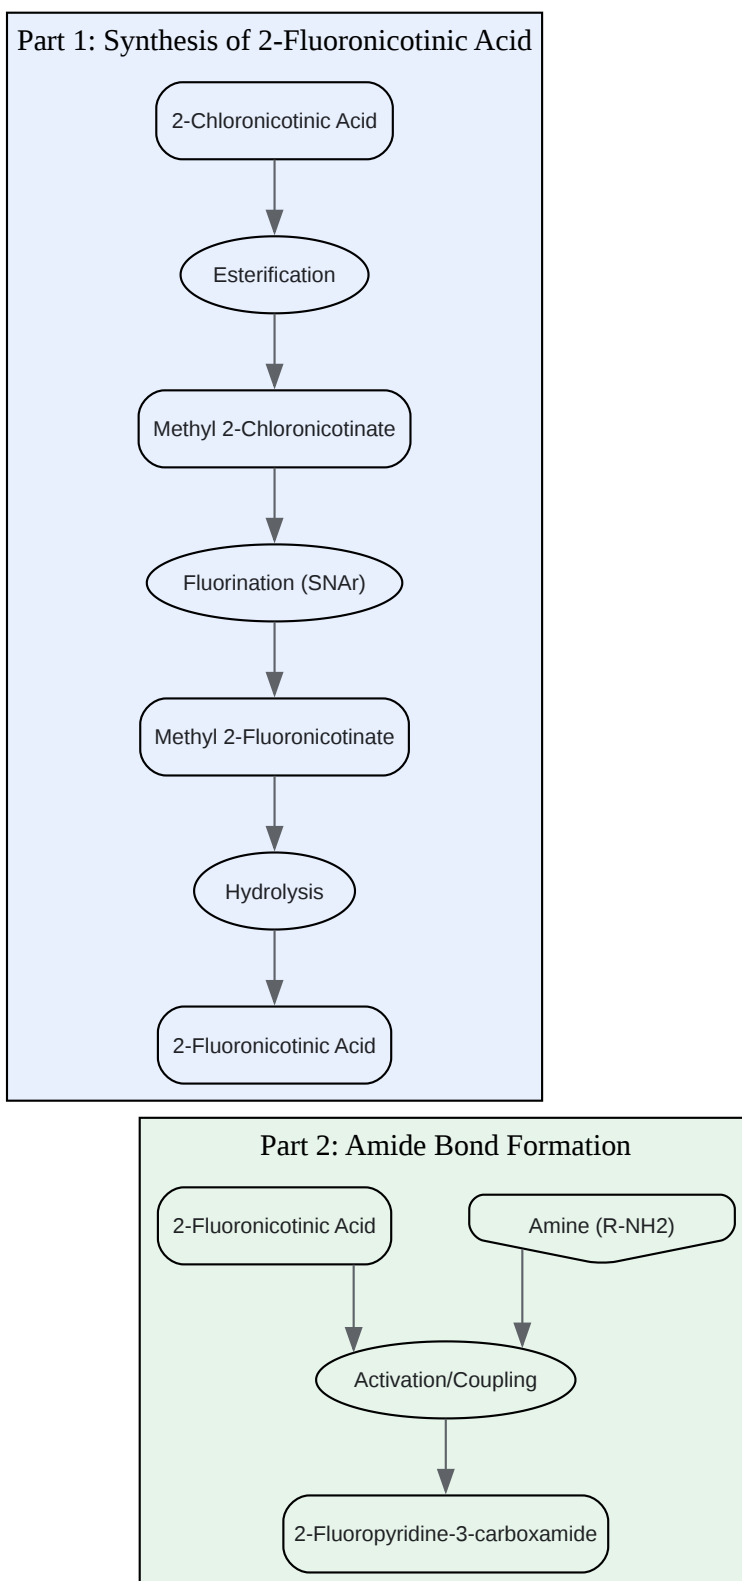 Part 1: Synthesis of 2-Fluoronicotinic Acid
2-Chloronicotinic Acid
Esterification
Methyl 2-Chloronicotinate
Fluorination (SNAr)
Methyl 2-Fluoronicotinate
Hydrolysis
2-Fluoronicotinic Acid
Part 2: Amide Bond Formation
2-Fluoronicotinic Acid
Amine (R-NH2)
Activation/Coupling
2-Fluoropyridine-3-carboxamide